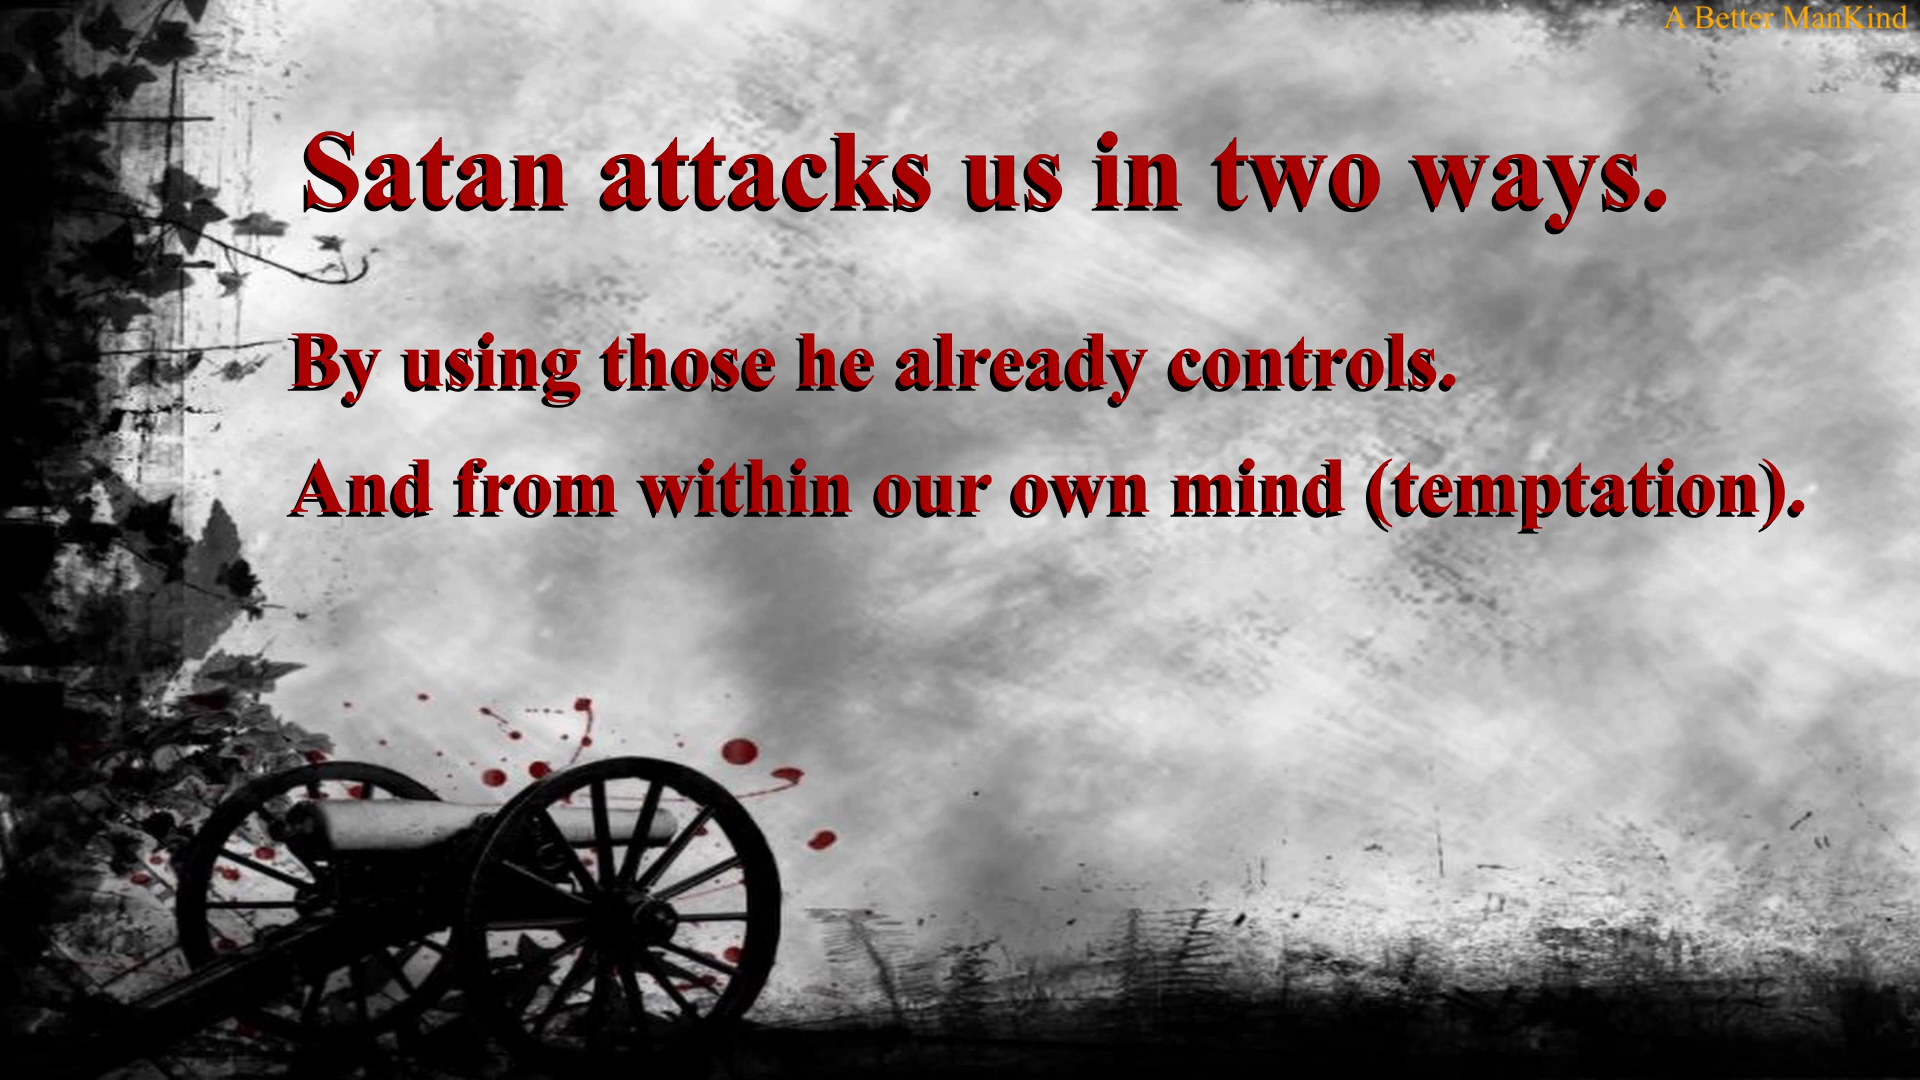 A Better ManKind
Satan attacks us in two ways.
By using those he already controls.
And from within our own mind (temptation).